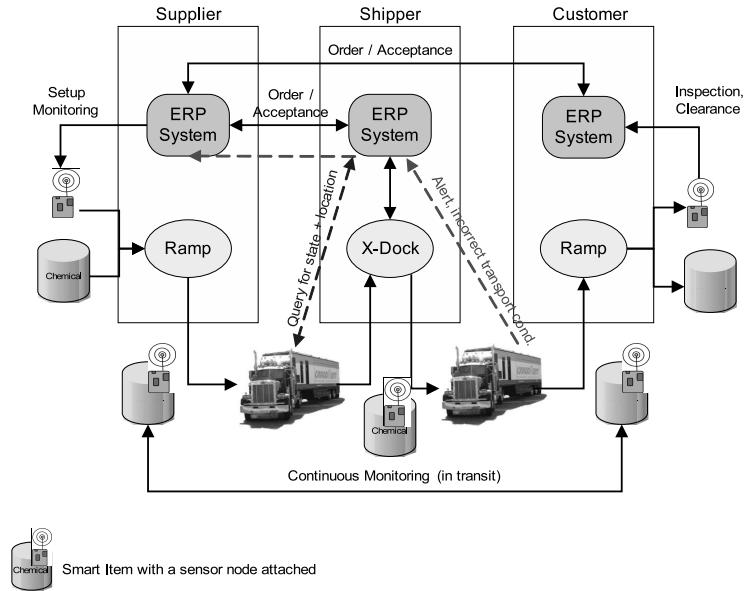 Supplier
Shipper
Customer
Order / Acceptance
Setup
Monitoring
Order /
Acceptance
Inspection,
Clearance
ERP
System
ERP
System
ERP
System
Alert, incorrect transport cond.
Query for state + location
Ramp
X-Dock
Ramp
Chemical
Chemical
Continuous Monitoring (in transit)
Chemical
Smart Item with a sensor node attached